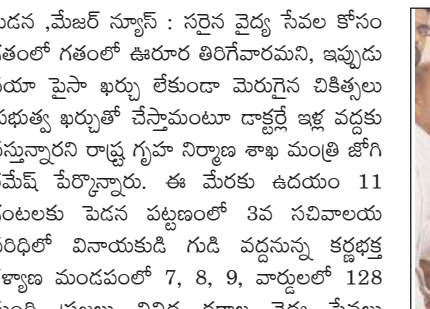 పెడన ,మేజర్ న్యూస్ : సరైన వైద్య సేవల కోసం
గతంలో గతంలో ఊరూర తిరిగేవారమని, ఇప్పుడు
నయా పైసా ఖర్చు లేకుండా మెరుగైన చికిత్సలు
ప్రభుత్వ ఖర్చుతో చేస్తామంటూ డాక్టర్లే ఇళ్ల వద్దకు
వస్తున్నారని రాష్ట్ర గృహ నిర్మాణ శాఖ మంత్రి జోగి
రమేష్ పేర్కొన్నారు. ఈ మేరకు ఉదయం 11
గంటలకు పెడన పట్టణంలో 3వ సచివాలయ
పరిధిలో వినాయకుడి గుడి వద్దనున్న కర్ణభక్త
కళ్యాణ మండపంలో 7, 8, 9, వార్డులలో 128